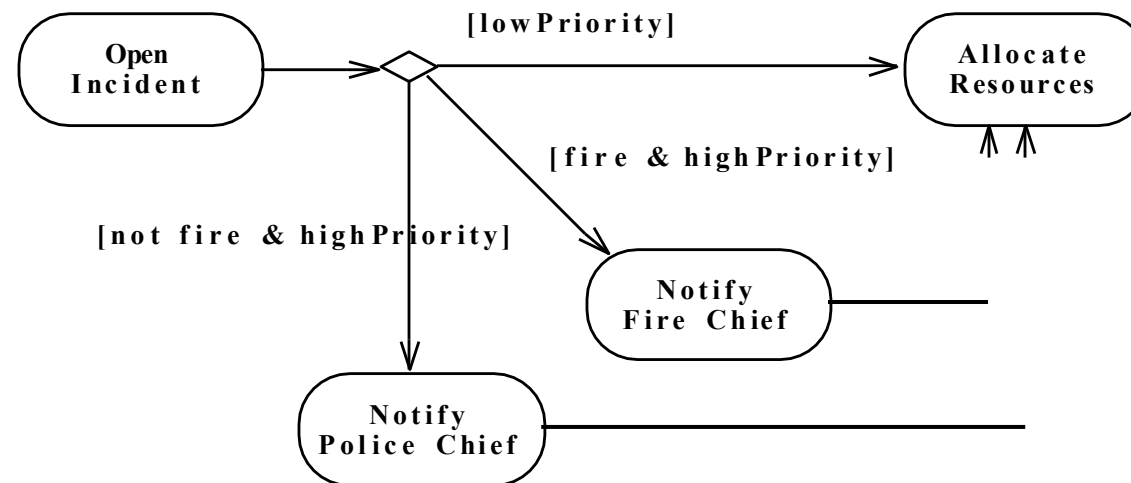 [lowPriority]
Open
Incident
Allocate
Resources
[fire & highPriority]
[not fire & highPriority]
Notify
Fire Chief
Notify
Police Chief